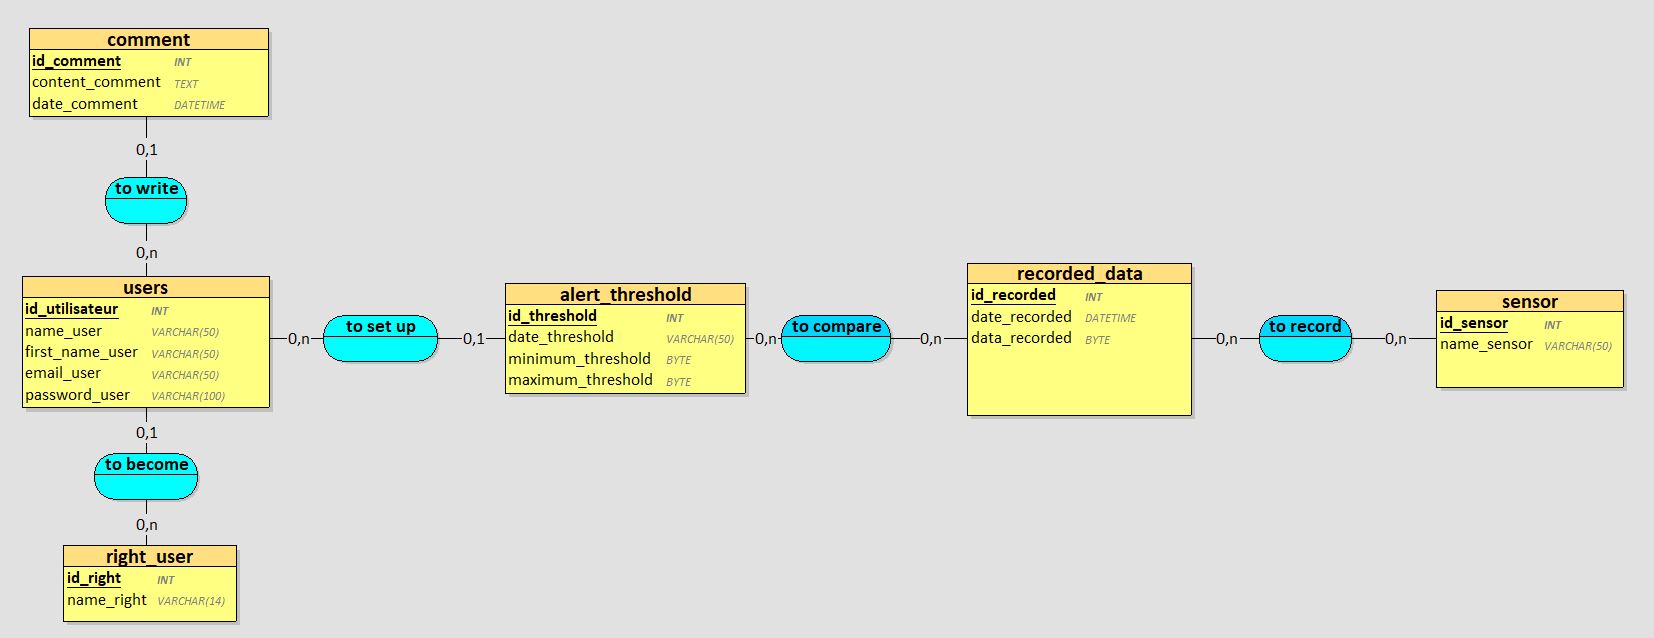 comment
id_comment INT
content_comment TEXT
date_comment DATETIME
0,1
to write
0,n
users
id_utilisateur INT
name_user VARCHAR(50)
first_name_user VARCHAR(50)
email_user VARCHAR(50)
password_user VARCHAR(100)
0,n
to set up
0,1
alert_threshold
id_threshold INT
date_threshold VARCHAR(50)
minimum_threshold BYTE
maximum_threshold BYTE
0,n
to compare
0,n
recorded_data
id_recorded INT
date_recorded DATETIME
data_recorded BYTE
0,n
to record
0,n
sensor
id_sensor INT
name_sensor VARCHAR(50)
0,1
to become
0,n
right_user
id_right INT
name_right VARCHAR(14)